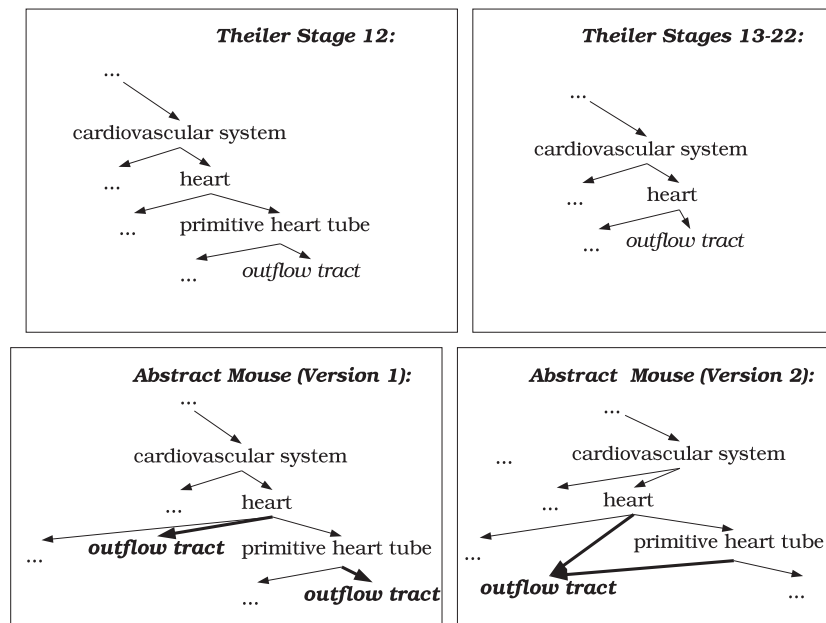 Theiler Stage 12:
...
cardiovascular system
...
heart
...
primitive heart tube
...
outflow tract
Theiler Stages 13-22:
...
cardiovascular system
...
heart
...
outflow tract
Abstract Mouse (Version 1):
...
cardiovascular system
...
heart
...
outflow tract
primitive heart tube
...
outflow tract
Abstract Mouse (Version 2):
...
cardiovascular system
...
...
heart
...
primitive heart tube
outflow tract
...